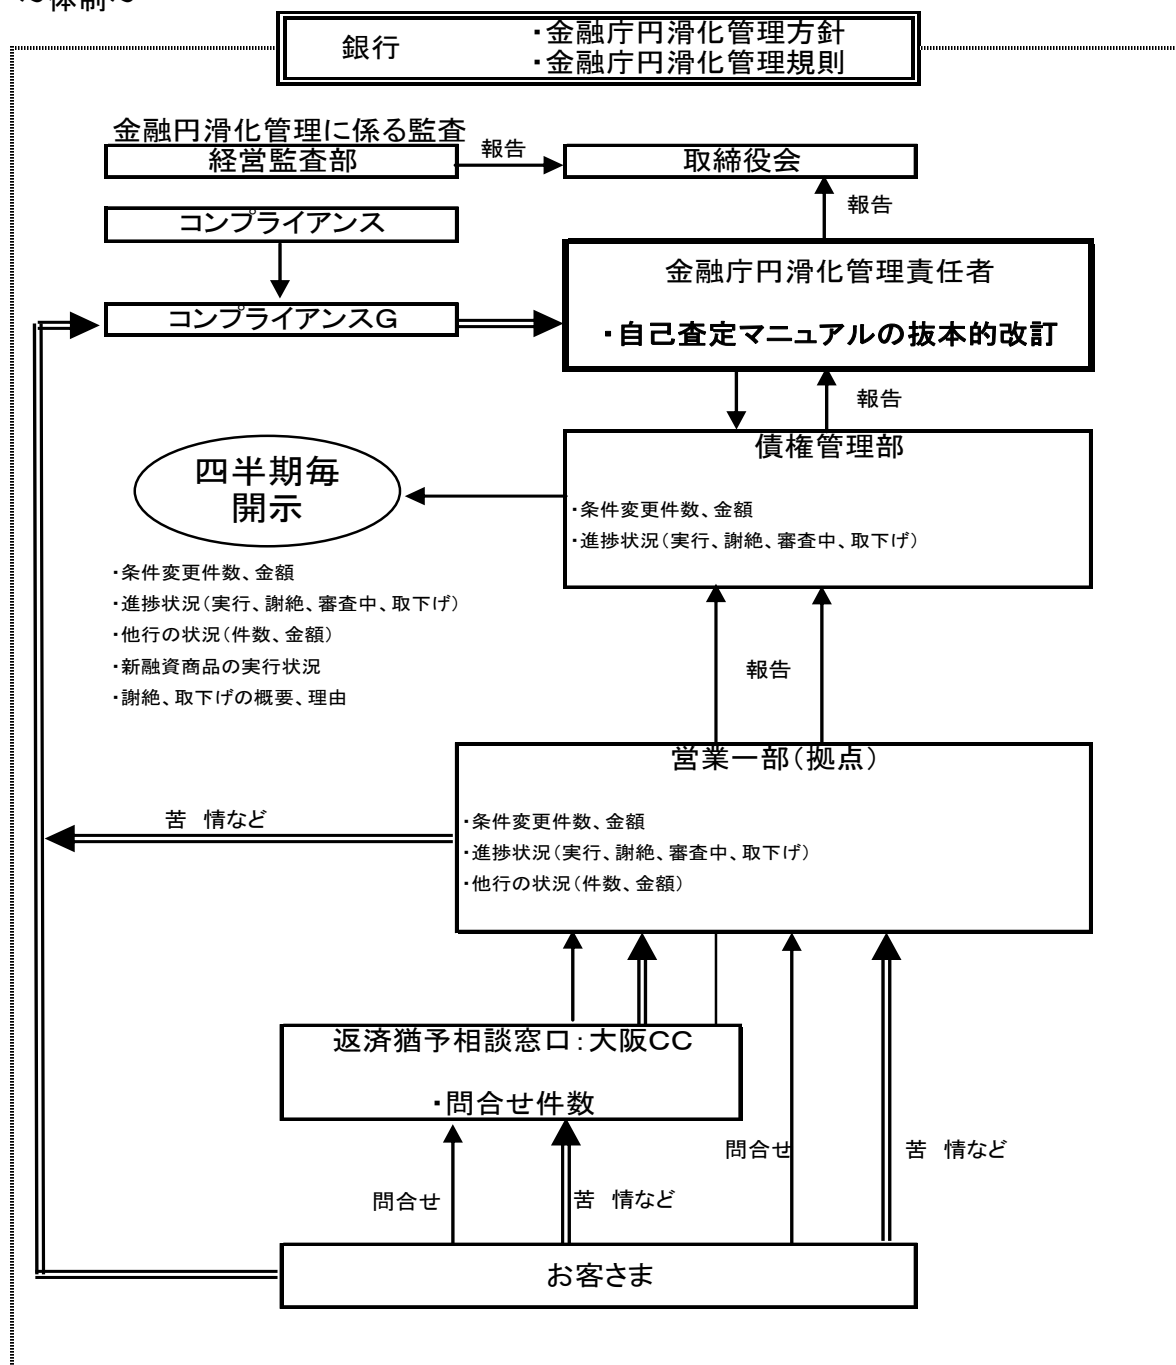 ～体制～
銀行
・金融庁円滑化管理方針
・金融庁円滑化管理規則
金融円滑化管理に係る監査
経営監査部
報告
取締役会
報告
コンプライアンス
金融庁円滑化管理責任者
・自己査定マニュアルの抜本的改訂
コンプライアンスG
報告
債権管理部
・条件変更件数、金額
・進捗状況（実行、謝絶、審査中、取下げ）
四半期毎
開示
・条件変更件数、金額
・進捗状況（実行、謝絶、審査中、取下げ）
・他行の状況（件数、金額）
・新融資商品の実行状況
・謝絶、取下げの概要、理由
報告
営業一部（拠点）
・条件変更件数、金額
・進捗状況（実行、謝絶、審査中、取下げ）
・他行の状況（件数、金額）
苦　情など
返済猶予相談窓口：大阪CC
・問合せ件数
問合せ
苦　情など
問合せ
苦　情など
お客さま